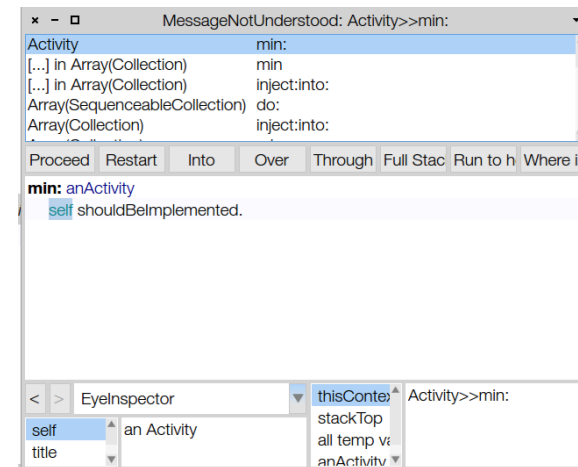 MessageNotUnderstood: Activity>>min:
Activity min:
[...] in Array(Collection) min
[...] in Array(Collection) inject:into:
Array(SequenceableCollection) do:
Array(Collection) inject:into:
Proceed Restart Into Over Through Full Stac Run to h Where i
min: anActivity
self shouldBeImplemented.
< > EyeInspector
thisContex Activity>>min:
stackTop
self an Activity
all temp va
title
anActivity